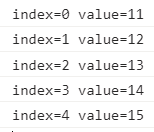 index=0 value=11
index=1 value=12
index=2 value=13
index=3 value=14
index=4 value=15